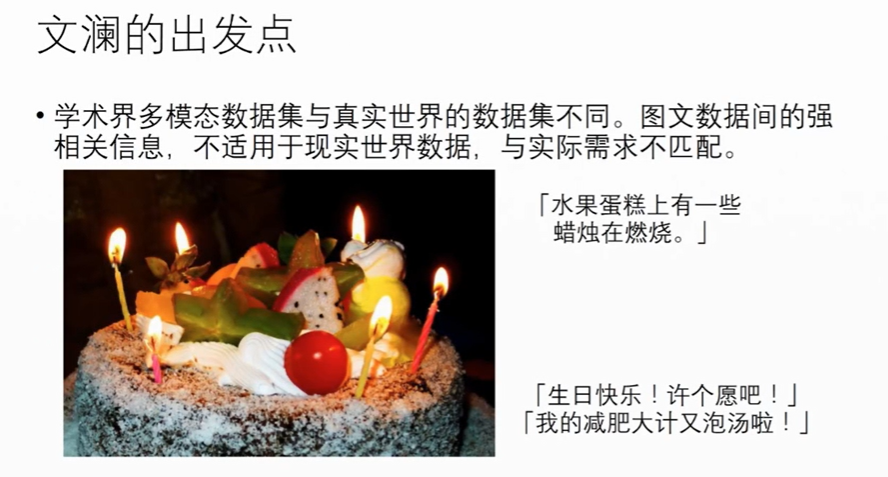 文澜的出发点
• 学术界多模态数据集与真实世界的数据集不同。图文数据间的强
相关信息，不适用于现实世界数据，与实际需求不匹配。
「水果蛋糕上有一些
蜡烛在燃烧。」
「生日快乐！许个愿吧！」
「我的减肥大计又泡汤啦！」